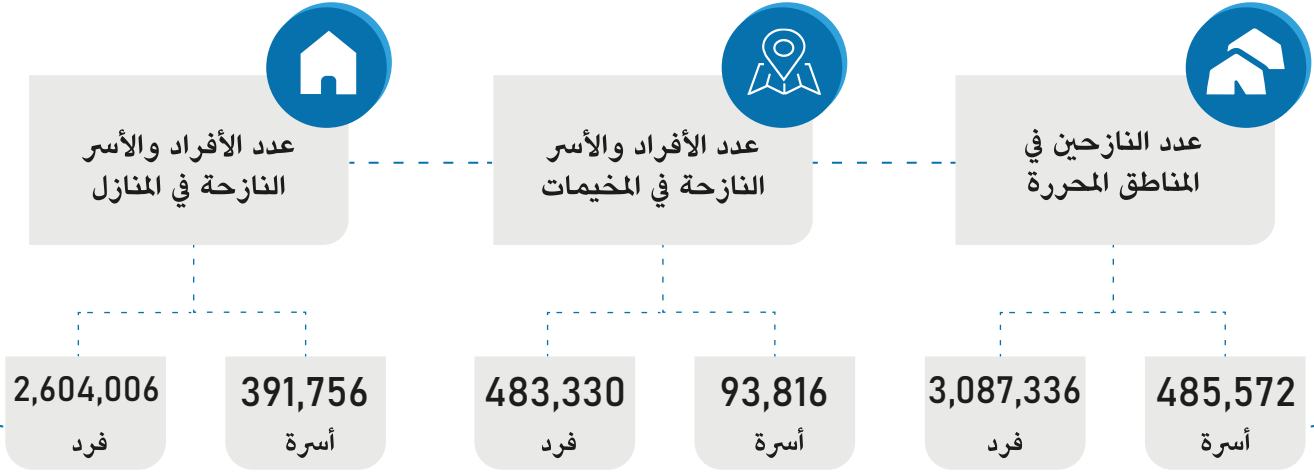 عدد النازحين في
المناطق المحررة
485,572
أسرة
3,087,336
فرد
عدد الأفراد والأسر
النازحة في المخيمات
93,816
أسرة
483,330
فرد
عدد الأفراد والأسر
النازحة في المنازل
391,756
أسرة
2,604,006
فرد